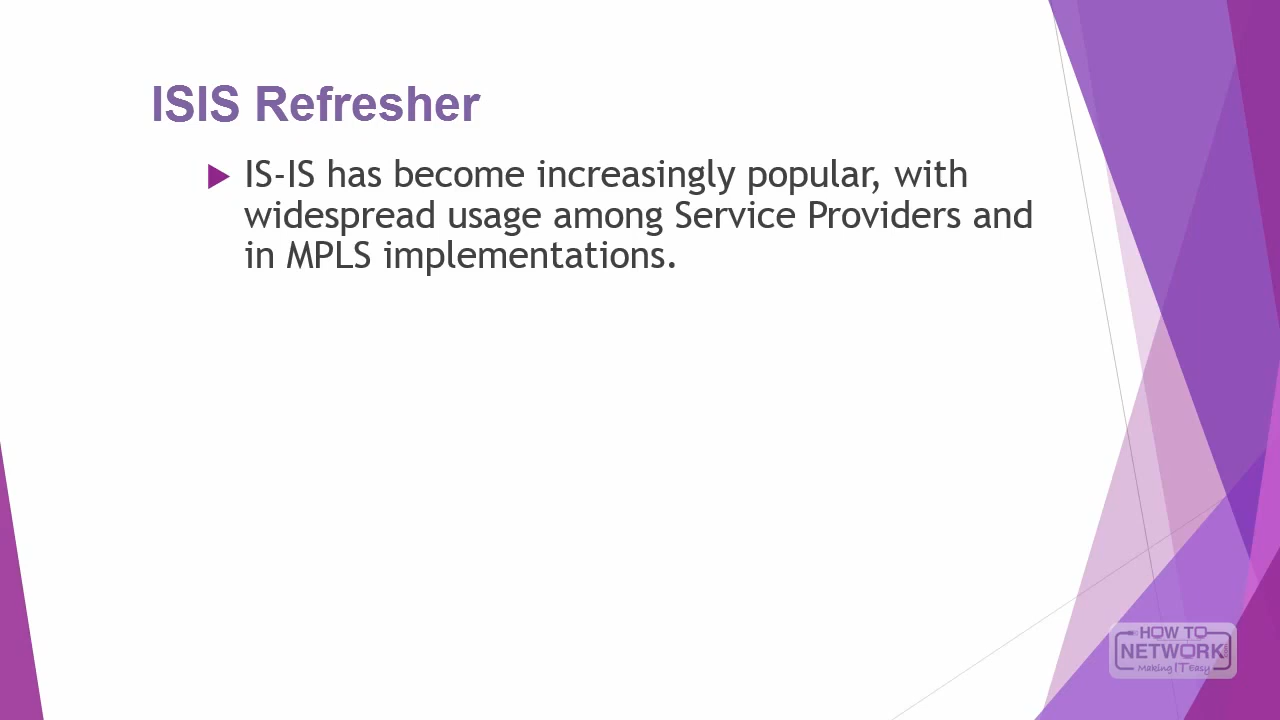 ISIS Refresher
IS-IS has become increasingly popular, with
widespread usage among Service Providers and
in MPLS implementations.
HOW TO
NETWORK
Making IT Easy